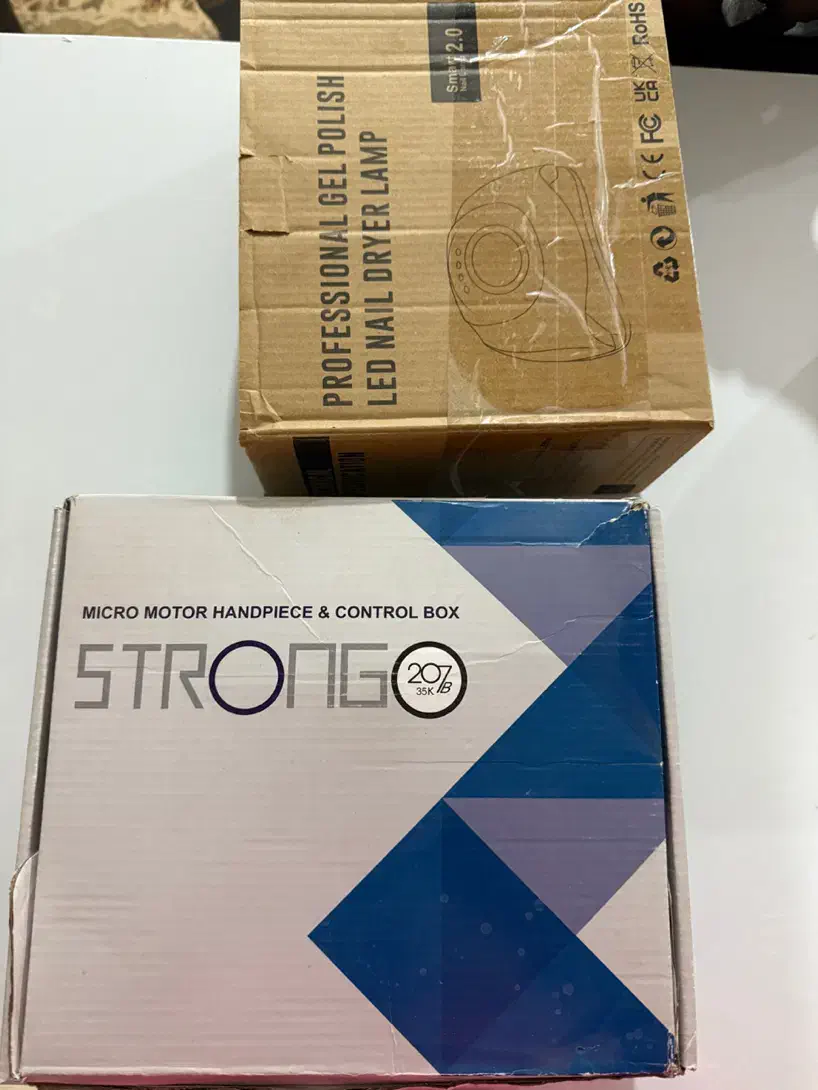 PROFESSIONAL GEL POLISH
LED NAIL DRYER LAMP
Smart 2.0
CE FC UK CA RoHS
MICRO MOTOR HANDPIECE & CONTROL BOX
STRONG
207B
35K